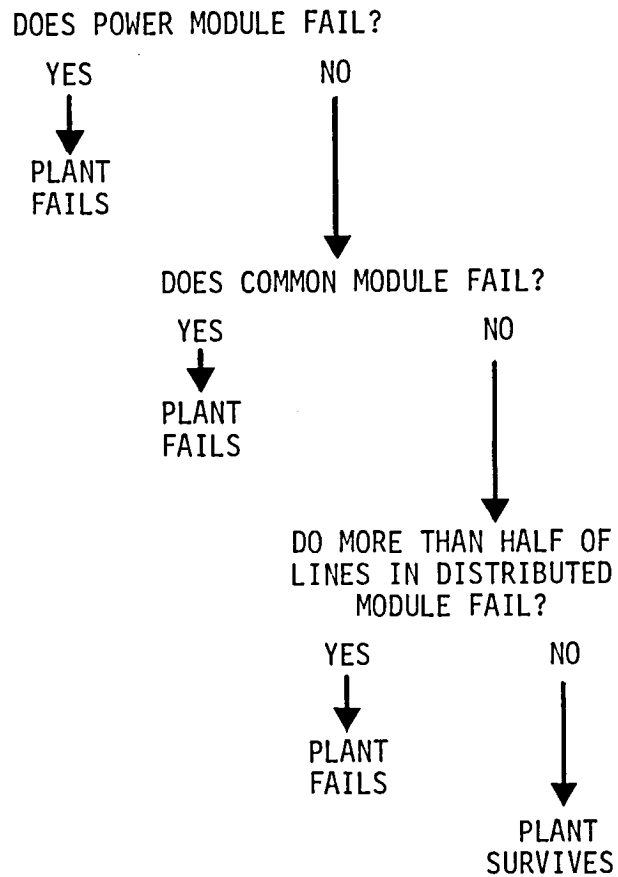 DOES POWER MODULE FAIL?
YES
NO
PLANT
FAILS
DOES COMMON MODULE FAIL?
YES
NO
PLANT
FAILS
DO MORE THAN HALF OF
LINES IN DISTRIBUTED
MODULE FAIL?
YES
NO
PLANT
FAILS
PLANT
SURVIVES